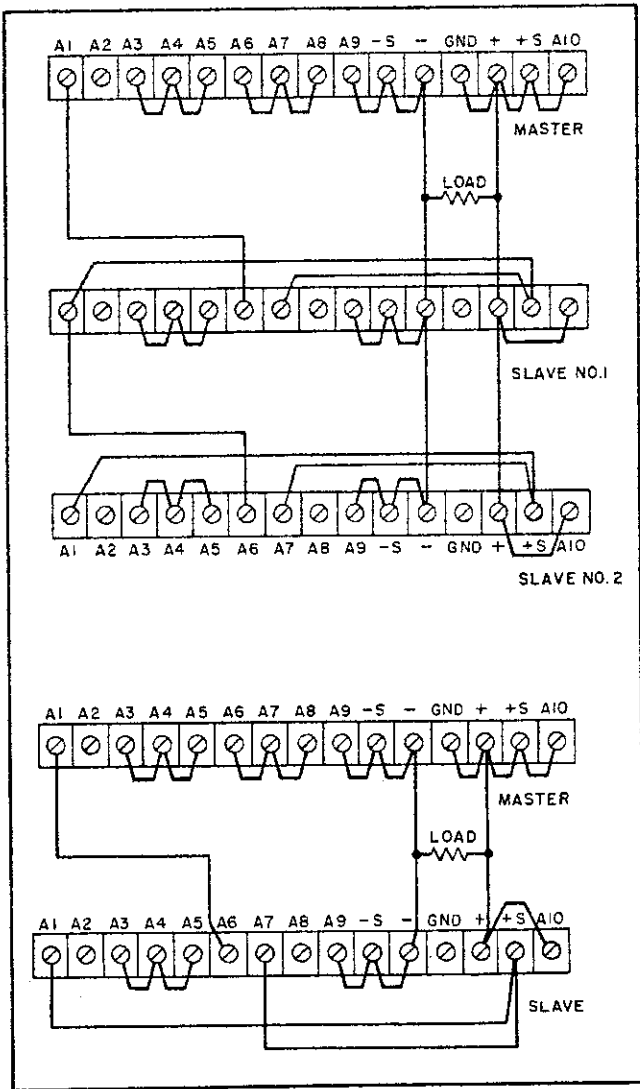 A1 A2 A3 A4 A5 A6 A7 A8 A9 -S - GND + +S A10
MASTER
LOAD
SLAVE NO.1
A1 A2 A3 A4 A5 A6 A7 A8 A9 -S - GND + +S A10
SLAVE NO. 2
A1 A2 A3 A4 A5 A6 A7 A8 A9 -S - GND + +S A10
MASTER
LOAD
A1 A2 A3 A4 A5 A6 A7 A8 A9 -S - GND + +S A10
SLAVE